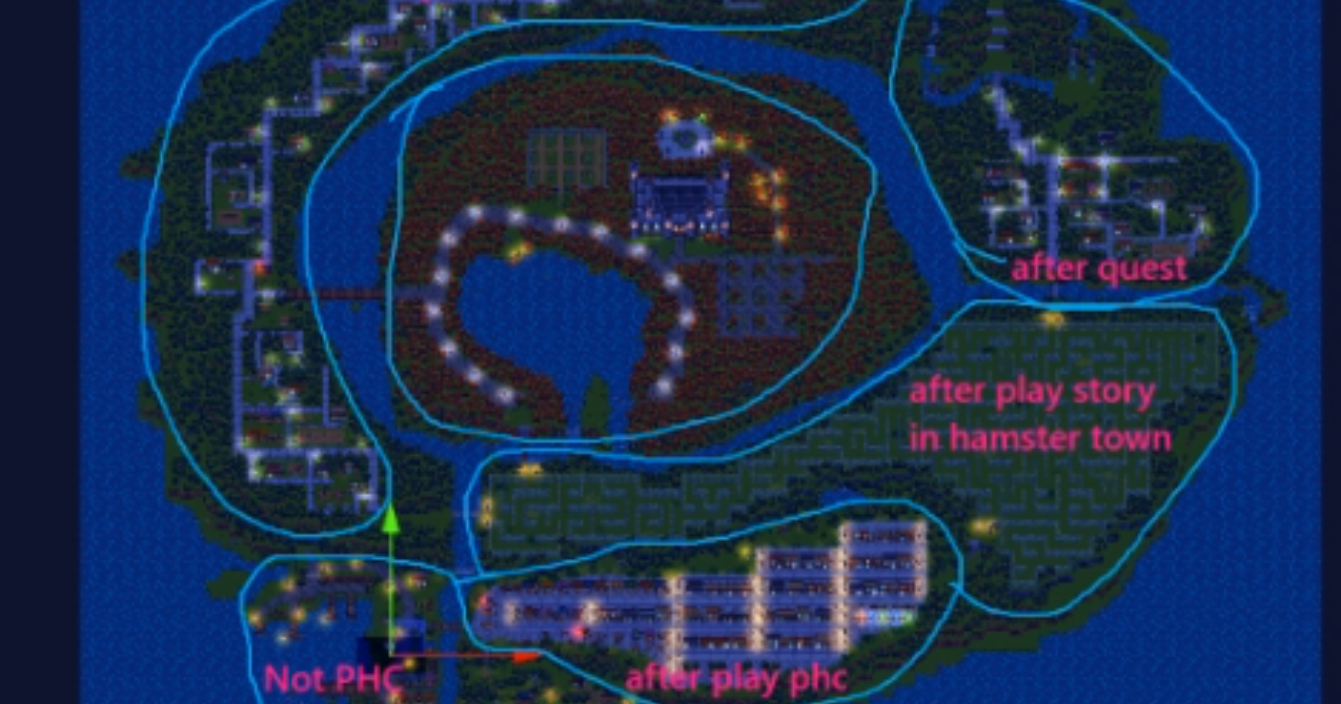 after quest
after play story
in hamster town
Not PHC
after play phc